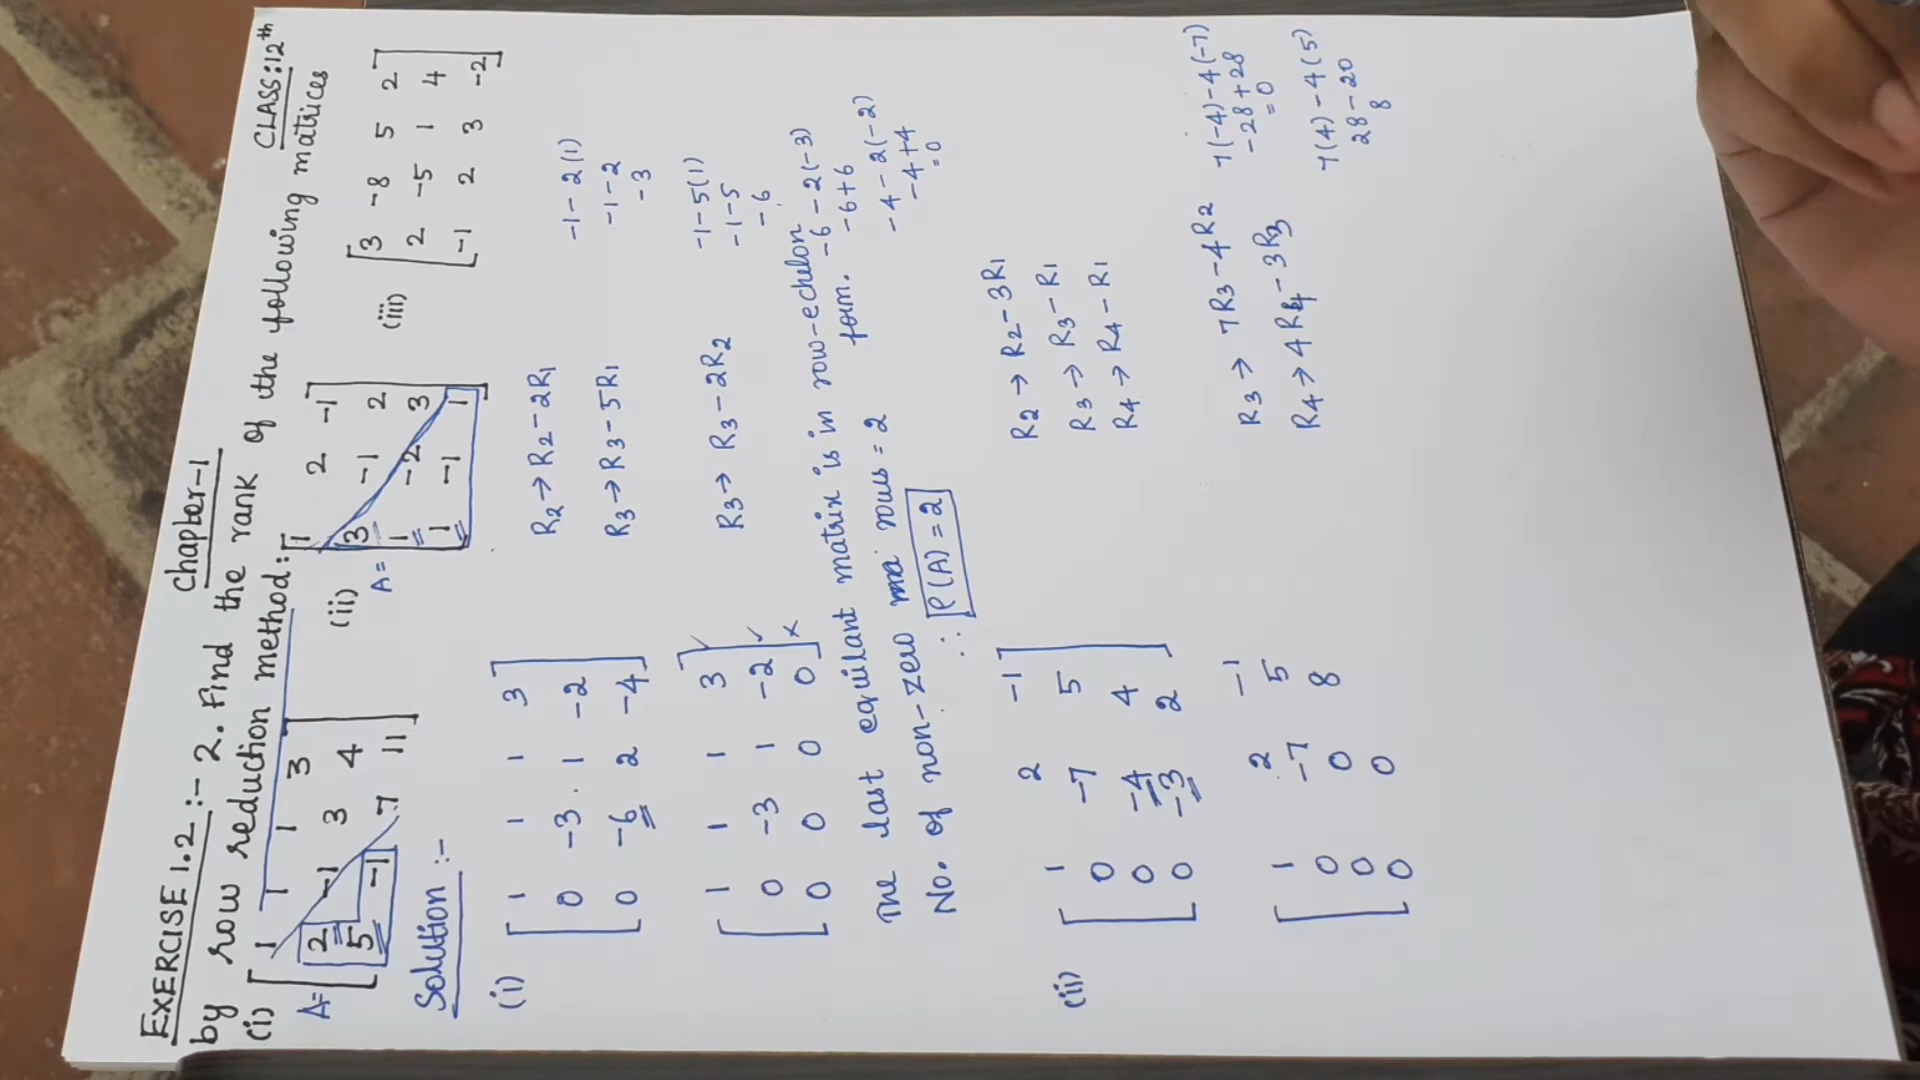 Chapter-1 CLASS:12th
EXERCISE 1.2 :- 2. Find the rank of the following matrices
by row reduction method:
(i) A= [ 1 1 1 3
2 -1 3 4
5 -1 7 11 ]
(ii) A= [ 1 2 -1
3 -1 2
1 -2 3
1 -1 1 ]
(iii) [ 3 -8 5 2
2 -5 1 4
-1 2 3 -2 ]
Solution :-
(i) [ 1 1 1 3
0 -3 1 -2 R2→R2-2R1 -1-2(1)
-1-2
0 -6 2 -4 ] R3→R3-5R1 -3
[ 1 1 1 3 -1-5(1)
0 -3 1 -2 R3→R3-2R2 -1-5
0 0 0 0 ] -6
The last equilant matrix is in row-echelon -6-2(-3)
form. -6+6
No. of non-zero rows = 2 -4-2(-2)
∴ ρ(A) = 2 -4+4
=0
(ii) [ 1 2 -1
0 -7 5 R2→R2-3R1
0 -4 4 R3→R3-R1
0 -3 2 ] R4→R4-R1
[ 1 2 -1
0 -7 5 R3→7R3-4R2 7(-4)-4(-7)
-28+28
=0
0 0 8 R4→4R4-3R3 7(4)-4(5)
28-20
0 0 8